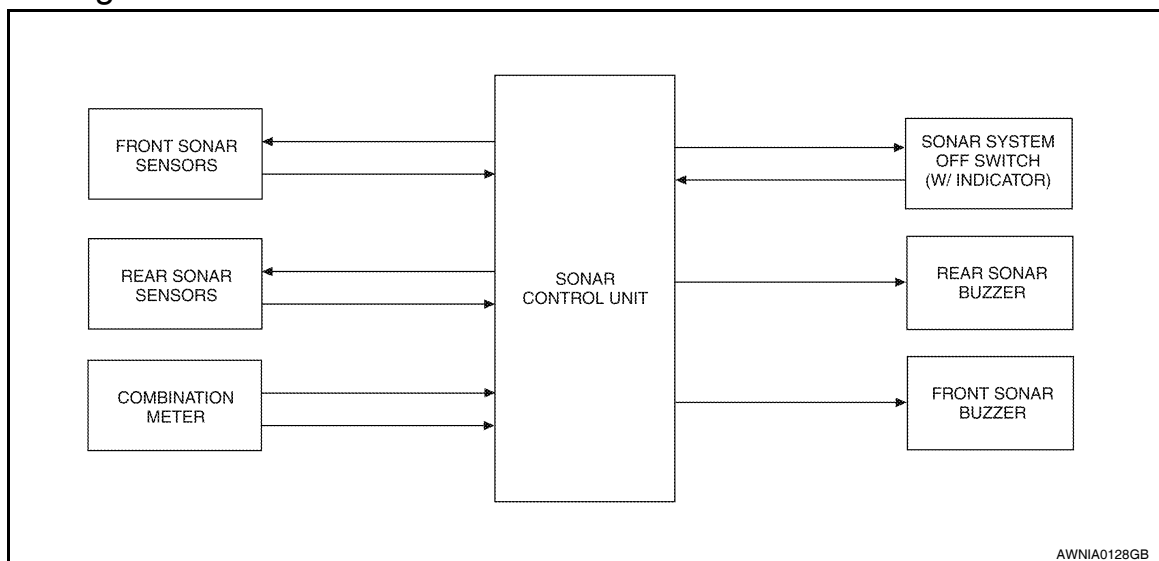 FRONT SONAR
SENSORS
REAR SONAR
SENSORS
COMBINATION
METER
SONAR
CONTROL UNIT
SONAR SYSTEM
OFF SWITCH
(W/ INDICATOR)
REAR SONAR
BUZZER
FRONT SONAR
BUZZER
AWNIA0128GB